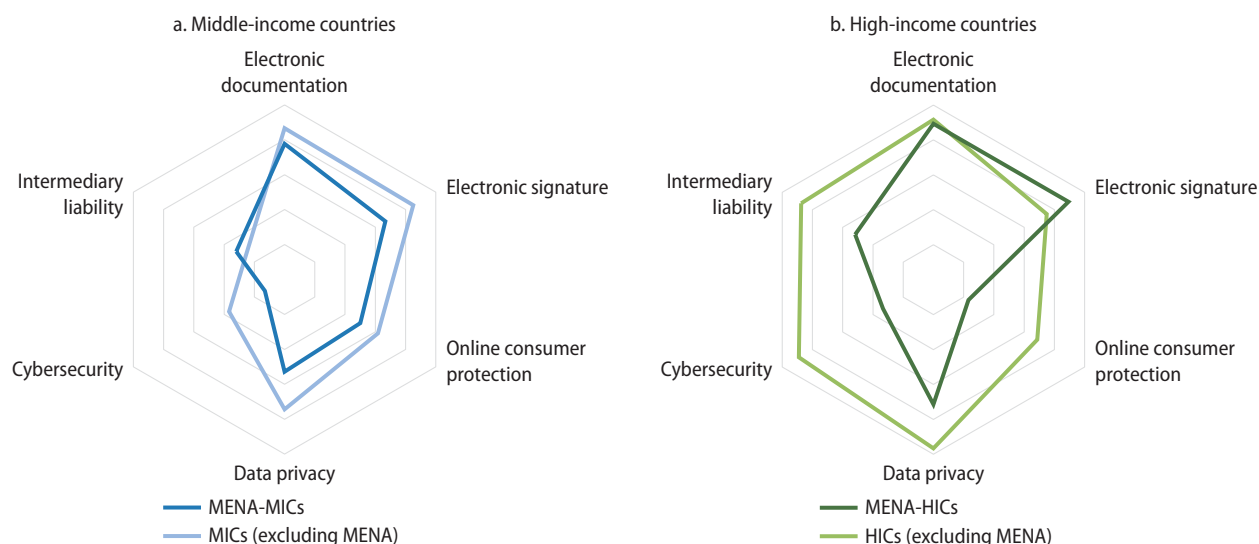 a. Middle-income countries
Electronic
documentation
Intermediary
liability
Electronic signature
Cybersecurity
Online consumer
protection
Data privacy
MENA-MICs
MICs (excluding MENA)
b. High-income countries
Electronic
documentation
Intermediary
liability
Electronic signature
Cybersecurity
Online consumer
protection
Data privacy
MENA-HICs
HICs (excluding MENA)